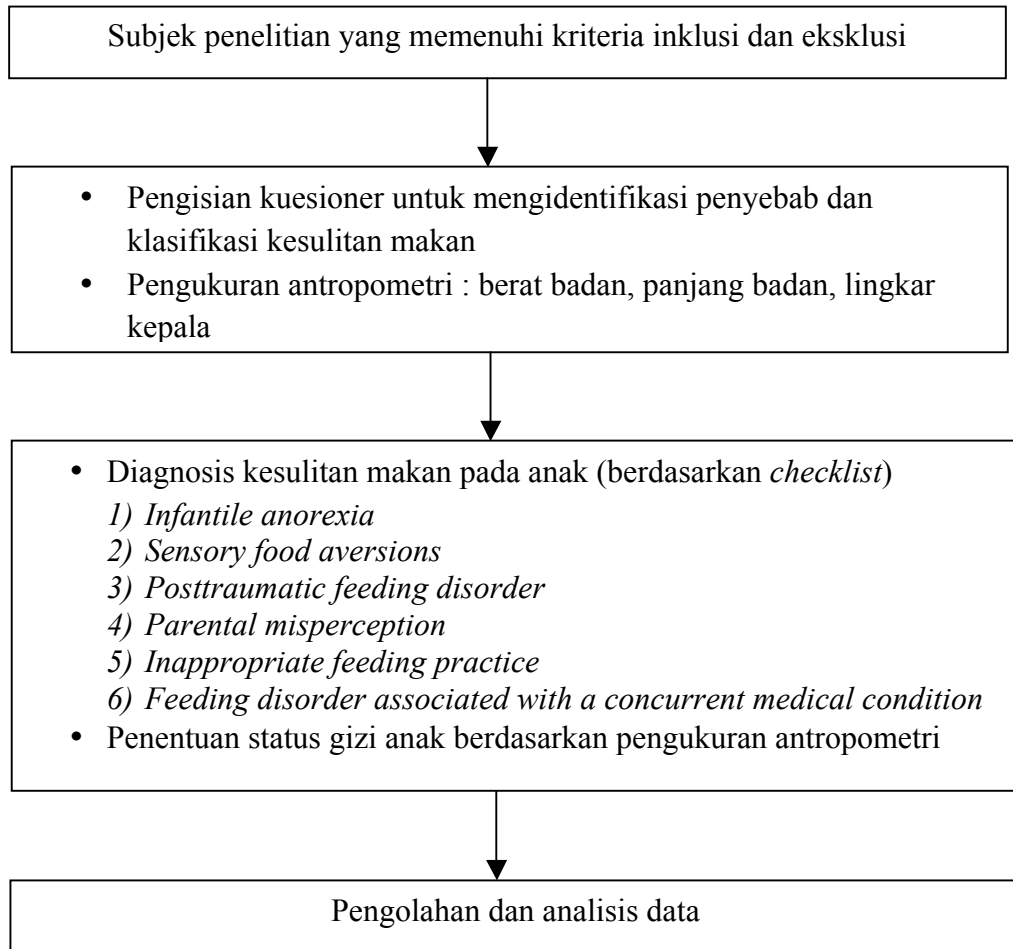 Subjek penelitian yang memenuhi kriteria inklusi dan eksklusi
• Pengisian kuesioner untuk mengidentifikasi penyebab dan
klasifikasi kesulitan makan
• Pengukuran antropometri : berat badan, panjang badan, lingkar
kepala
• Diagnosis kesulitan makan pada anak (berdasarkan checklist)
1) Infantile anorexia
2) Sensory food aversions
3) Posttraumatic feeding disorder
4) Parental misperception
5) Inappropriate feeding practice
6) Feeding disorder associated with a concurrent medical condition
• Penentuan status gizi anak berdasarkan pengukuran antropometri
Pengolahan dan analisis data